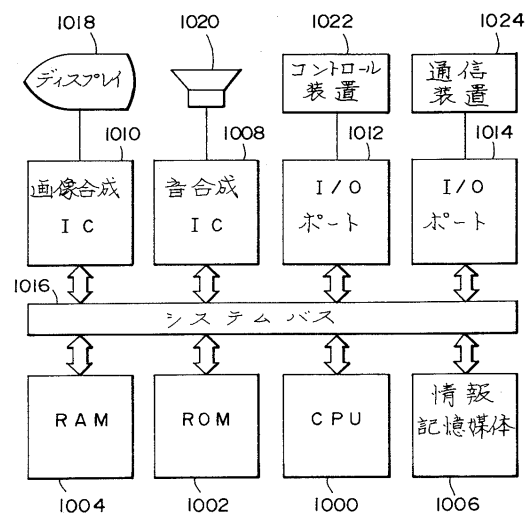 1018
1020
1022
1024
ディスプレイ
コントロール
装置
通信
装置
1010
1008
1012
1014
画像合成
IC
音合成
IC
I/O
ポート
I/O
ポート
1016
システムバス
RAM
ROM
CPU
情報
記憶媒体
1004
1002
1000
1006